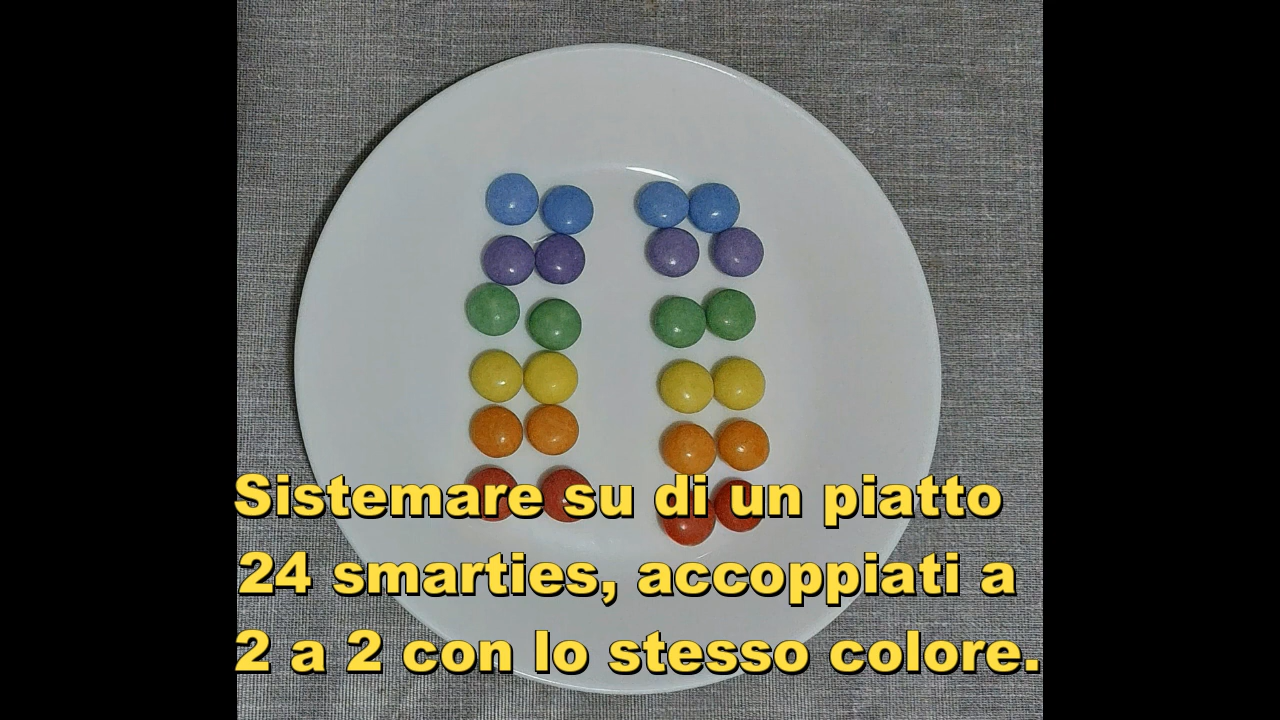 Sistemare su di un piatto
24 smarties, accoppiati a
2 a 2 con lo stesso colore.